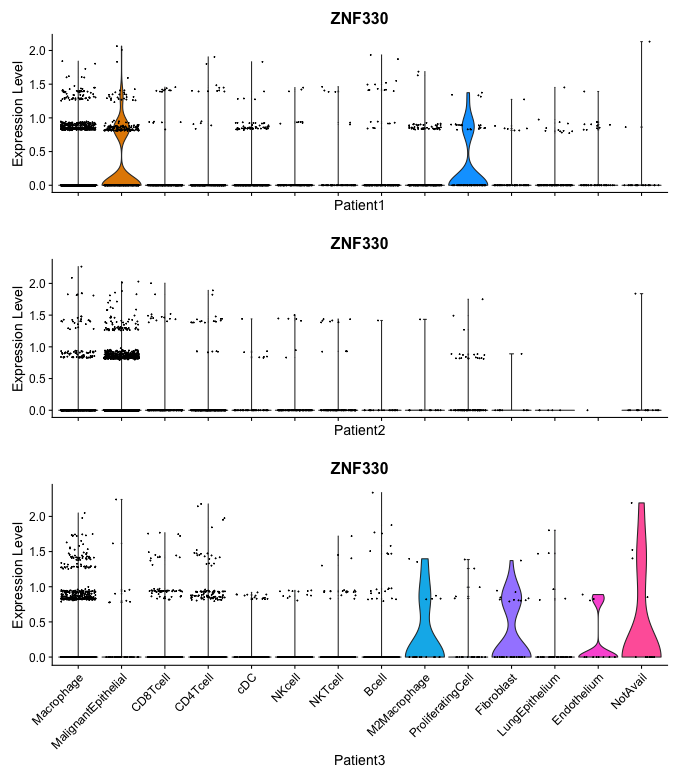 ZNF330
Expression Level
2.0
1.5
1.0
0.5
0.0
Patient1
ZNF330
Expression Level
2.0
1.5
1.0
0.5
0.0
Patient2
ZNF330
Expression Level
2.0
1.5
1.0
0.5
0.0
Macrophage
MalignantEpithelial
CD8Tcell
CD4Tcell
cDC
NKcell
NKTcell
Bcell
M2Macrophage
ProliferatingCell
Fibroblast
LungEpithelium
Endothelium
NotAvail
Patient3